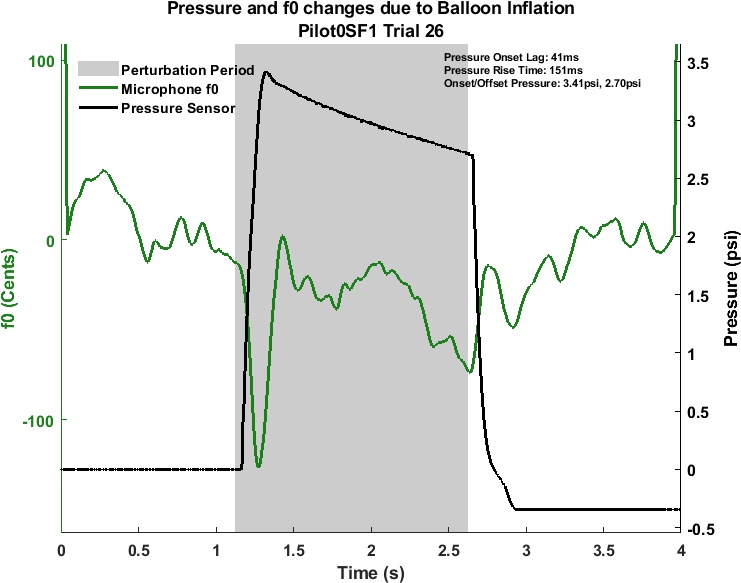 Pressure and f0 changes due to Balloon Inflation
Pilot0SF1 Trial 26
Pressure Onset Lag: 41ms
Pressure Rise Time: 151ms
Onset/Offset Pressure: 3.41psi, 2.70psi
Perturbation Period
Microphone f0
Pressure Sensor
100
0
-100
f0 (Cents)
3.5
3
2.5
2
1.5
1
0.5
0
-0.5
Pressure (psi)
0 0.5 1 1.5 2 2.5 3 3.5 4
Time (s)